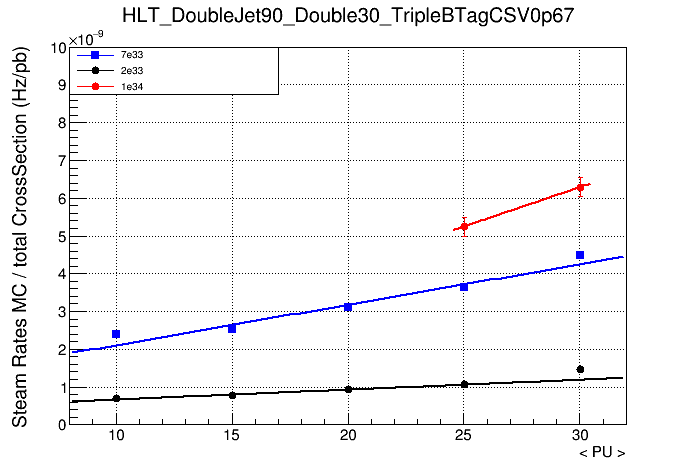 HLT_DoubleJet90_Double30_TripleBTagCSV0p67
×10⁻⁹
Steam Rates MC / total CrossSection (Hz/pb)
7e33
2e33
1e34
10
9
8
7
6
5
4
3
2
1
0
10 15 20 25 30
< PU >